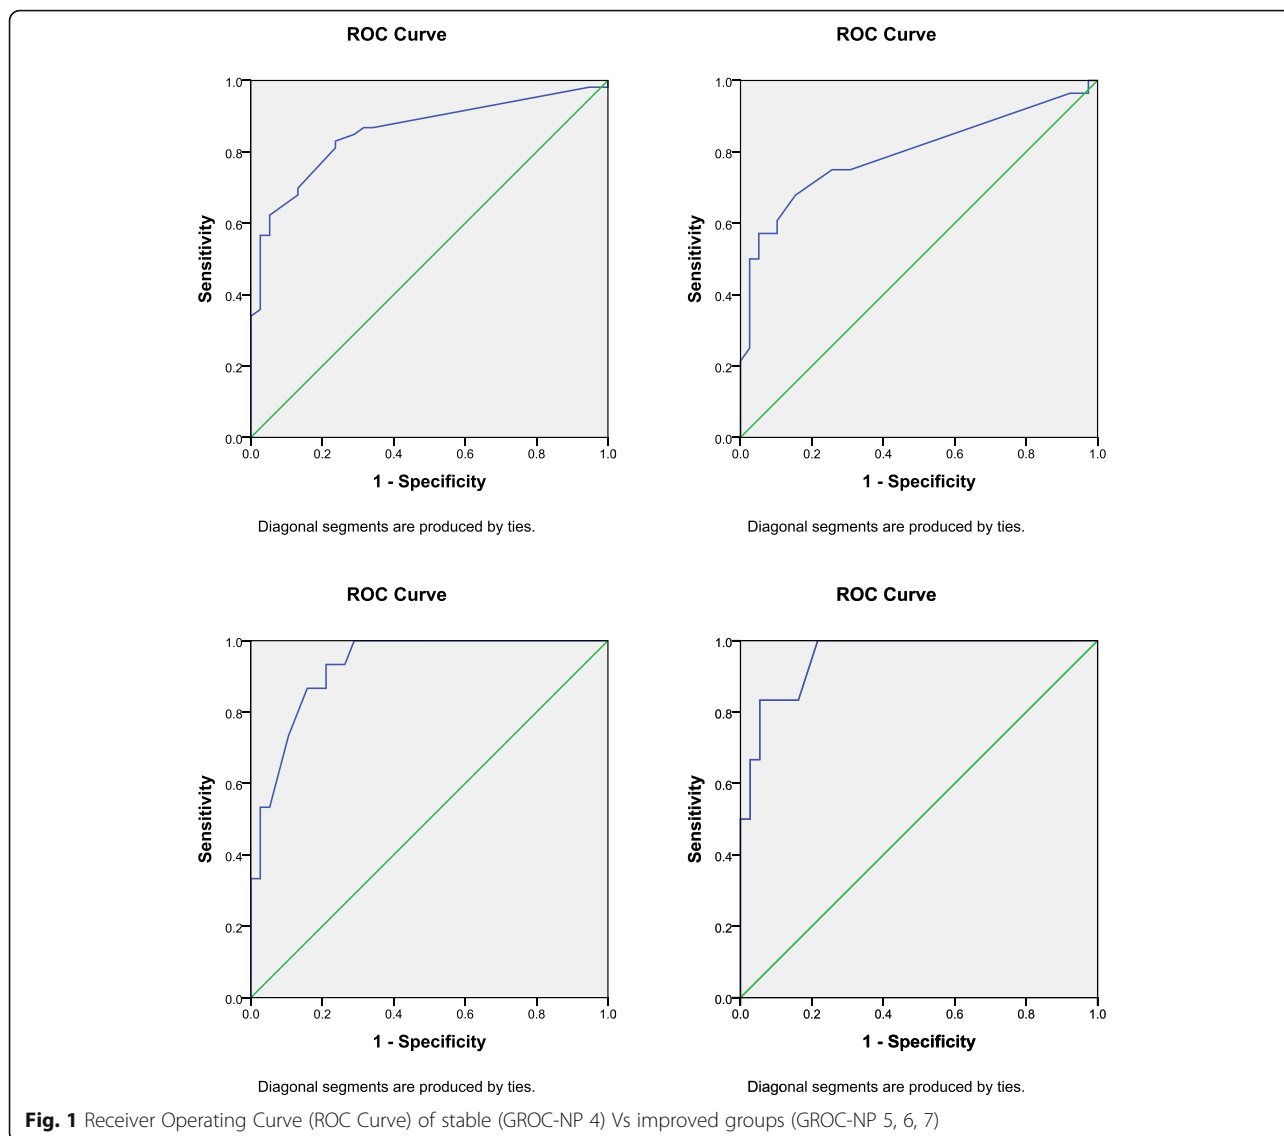 ROC Curve
1.0
0.8
0.6
0.4
0.2
0.0
Sensitivity
0.0 0.2 0.4 0.6 0.8 1.0
1 - Specificity
Diagonal segments are produced by ties.
ROC Curve
1.0
0.8
0.6
0.4
0.2
0.0
Sensitivity
0.0 0.2 0.4 0.6 0.8 1.0
1 - Specificity
Diagonal segments are produced by ties.
ROC Curve
1.0
0.8
0.6
0.4
0.2
0.0
Sensitivity
0.0 0.2 0.4 0.6 0.8 1.0
1 - Specificity
Diagonal segments are produced by ties.
ROC Curve
1.0
0.8
0.6
0.4
0.2
0.0
Sensitivity
0.0 0.2 0.4 0.6 0.8 1.0
1 - Specificity
Diagonal segments are produced by ties.
Fig. 1 Receiver Operating Curve (ROC Curve) of stable (GROC-NP 4) Vs improved groups (GROC-NP 5, 6, 7)